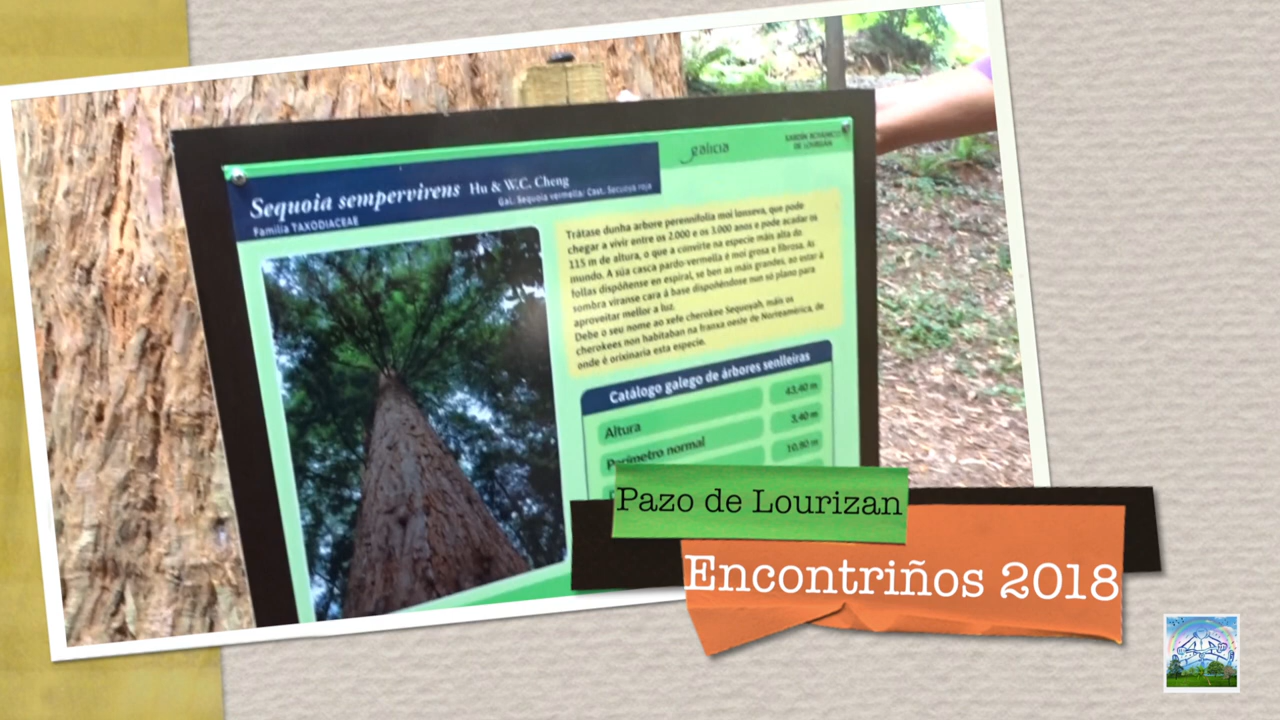 Sequoia sempervirens Hu & W.C. Cheng
Gal. Sequoia vermella; Cast. Secuoya roja
Familia TAXODIACEAE
galicia
XARDÍN BOTÁNICO
DE LOURIZÁN
Trátase dunha arbore perennifolia moi lonxeva, que pode
chegar a vivir entre os 2.000 e os 3.000 anos e pode acadar os
115 m de altura, o que a convirte na especie máis alta do
mundo. A súa casca pardo-vermella é moi grosa e fibrosa. As
follas dispóñense en espiral, se ben as máis grandes, ao estar á
sombra viranse cara á base dispoñéndose nun só plano para
aproveitar mellor a luz.
Debe o seu nome ao xefe cherokee Sequoyah, máis os
cherokees non habitaban na franxa oeste de Norteamérica, de
onde é orixinaria esta especie.
Catálogo galego de árbores senlleiras
Altura 43,40 m
Perímetro normal 3,40 m
10,90 m
Pazo de Lourizan
Encontriños 2018